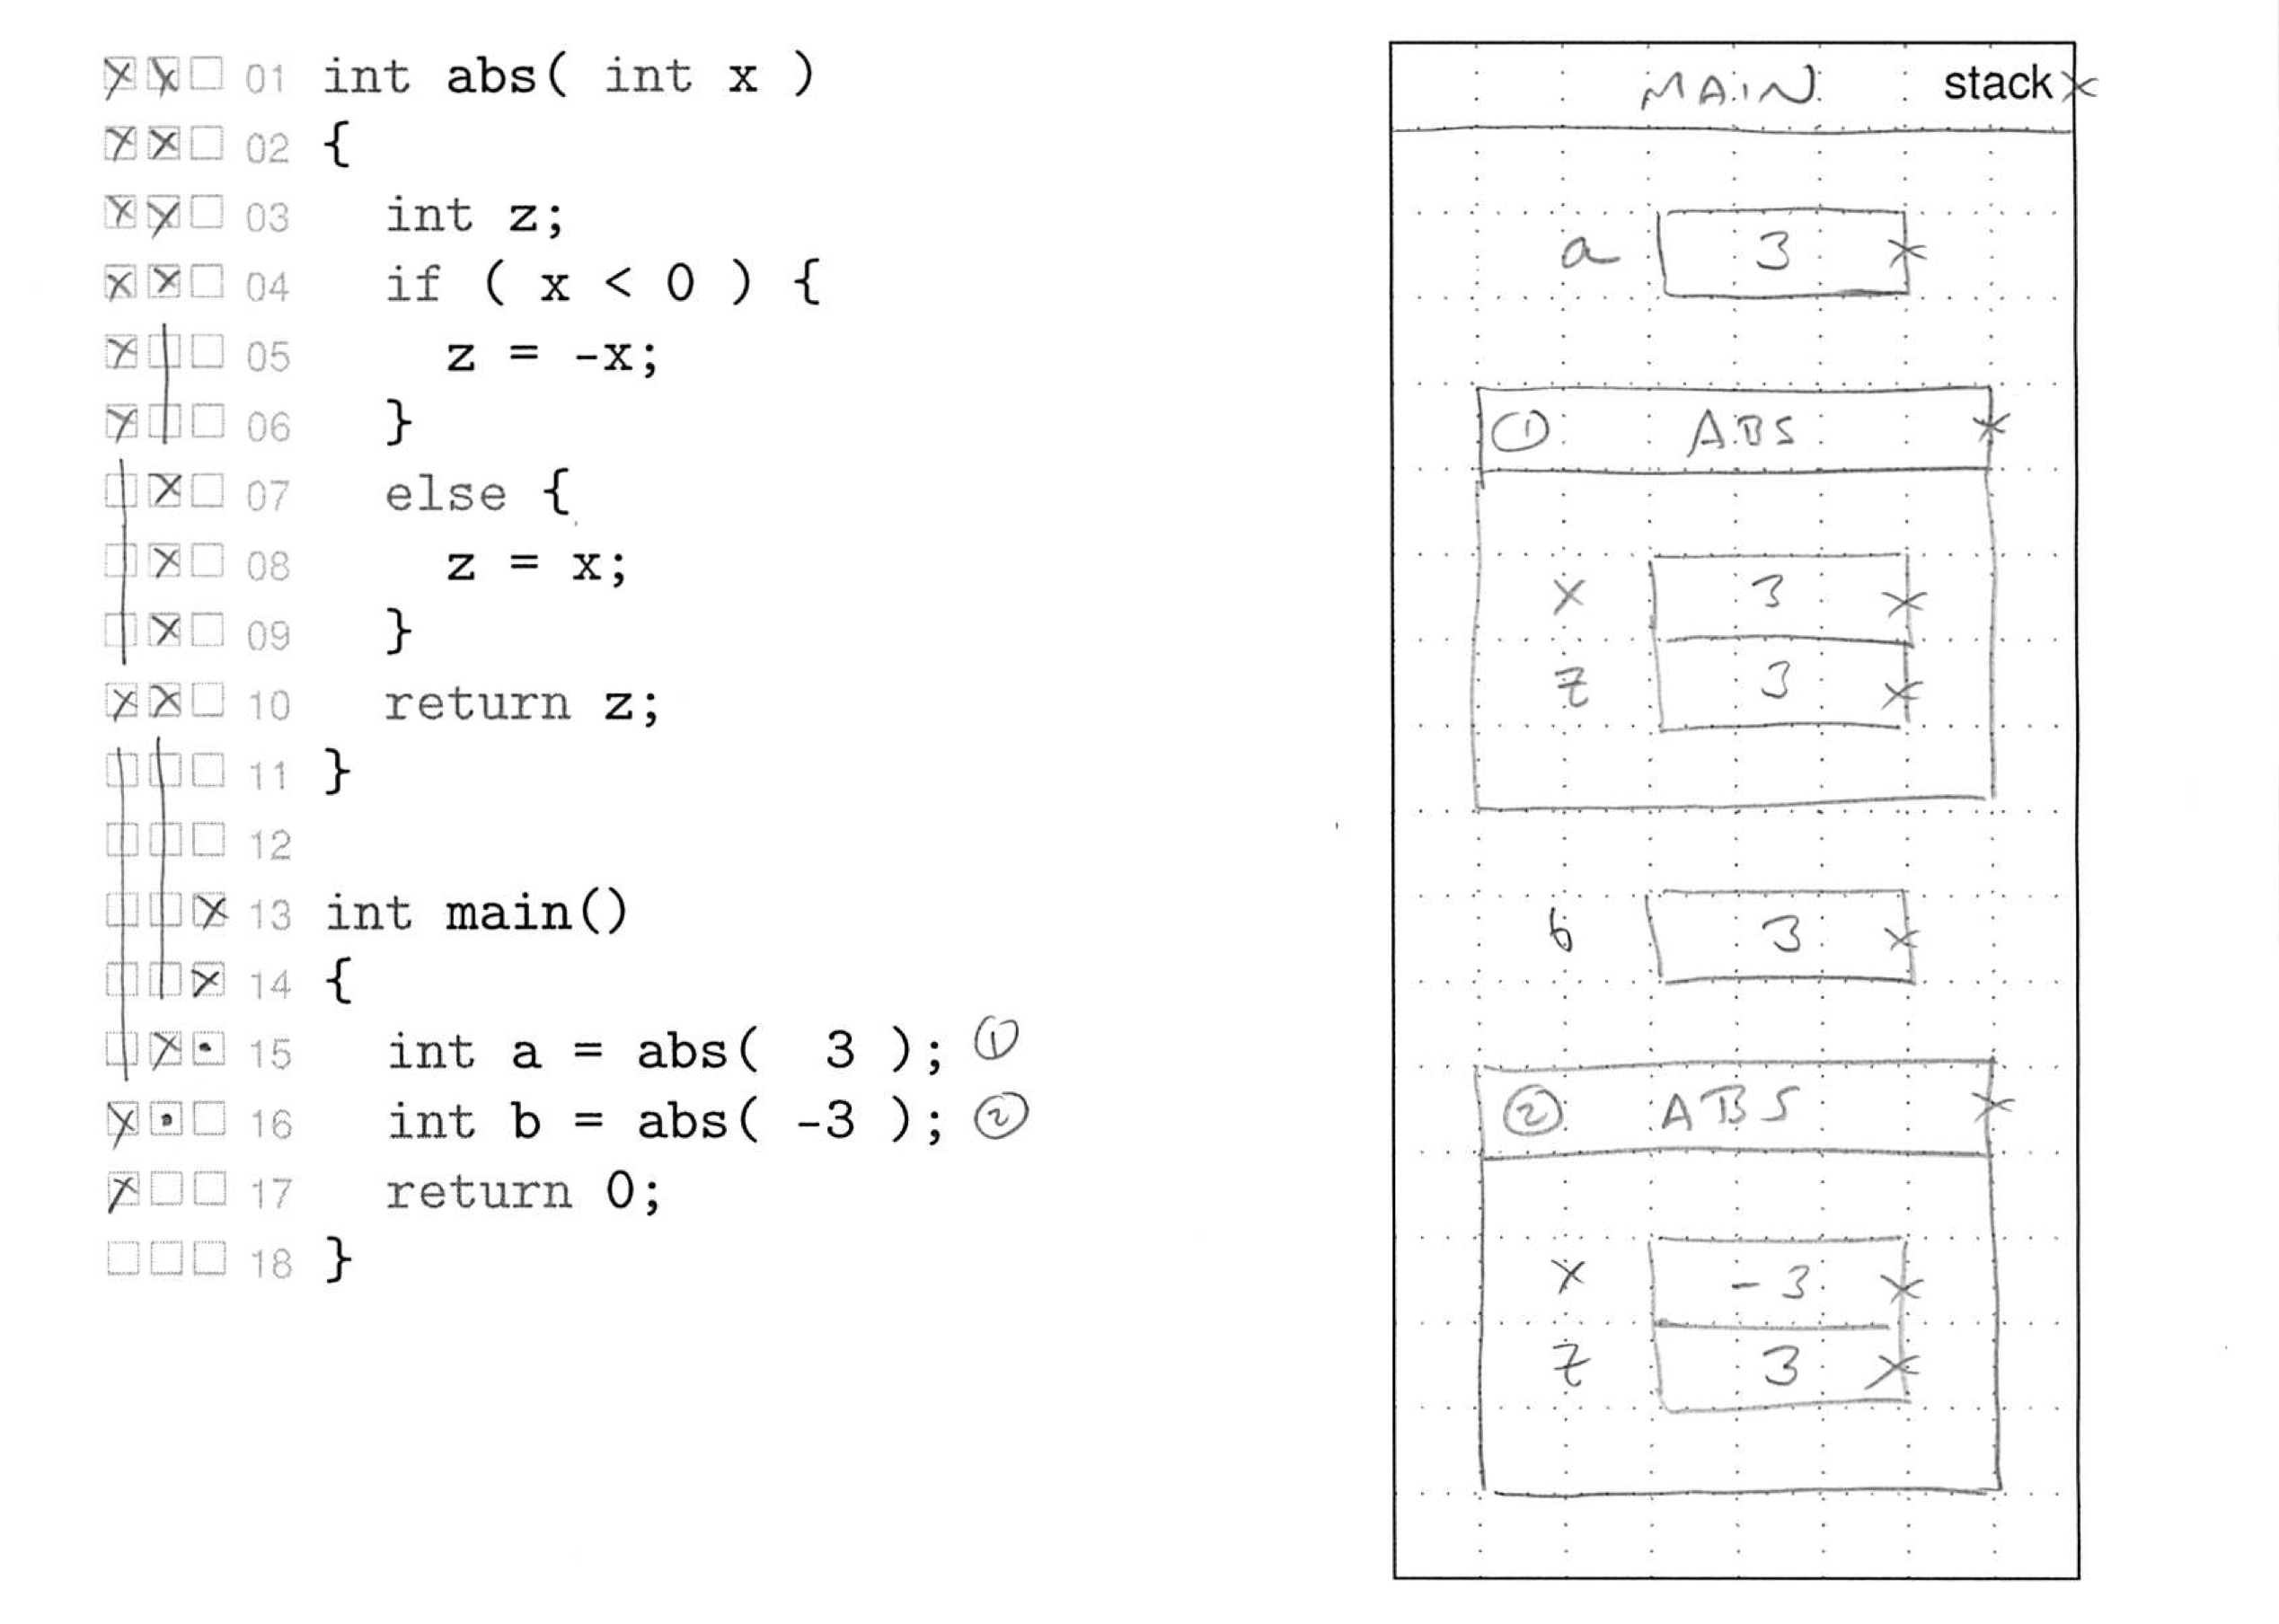 01 int abs( int x )
02 {
03 int z;
04 if ( x < 0 ) {
05 z = -x;
06 }
07 else {
08 z = x;
09 }
10 return z;
11 }
12
13 int main()
14 {
15 int a = abs( 3 ); ①
16 int b = abs( -3 ); ②
17 return 0;
18 }
MAIN stack
a 3
① ABS
x 3
z 3
b 3
② ABS
x -3
z 3